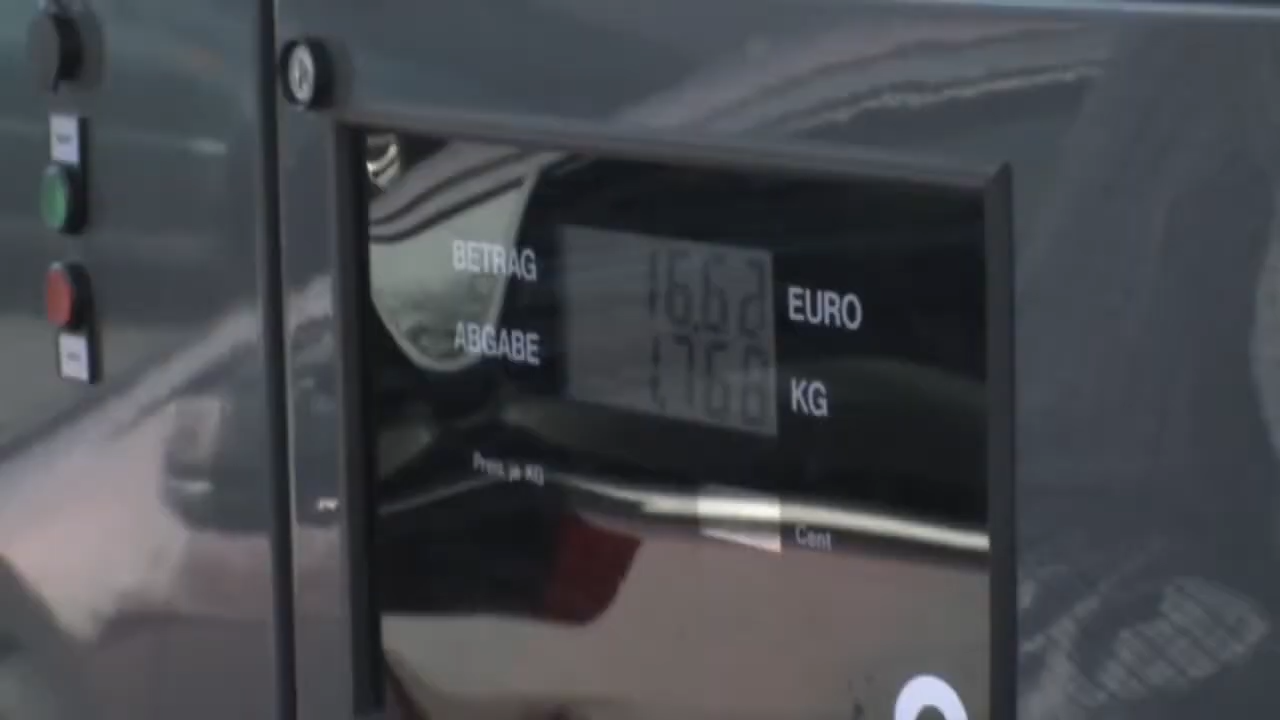 BETRAG 16.62 EURO
ABGABE 1.768 KG
Preis je KG
Cent